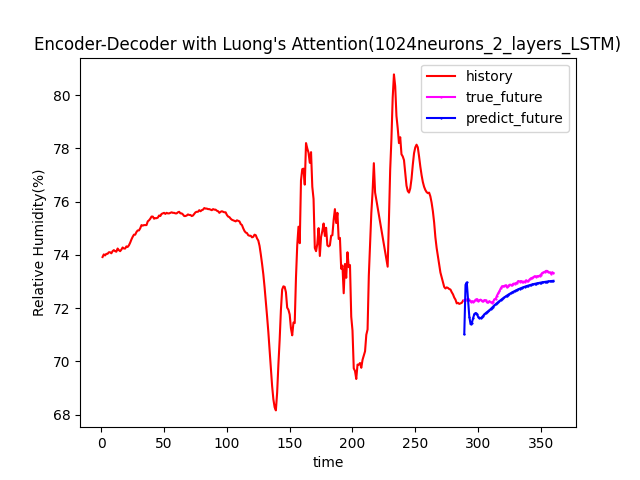 Encoder-Decoder with Luong's Attention(1024neurons_2_layers_LSTM)
history
true_future
predict_future
Relative Humidity(%)
80
78
76
74
72
70
68
0 50 100 150 200 250 300 350
time